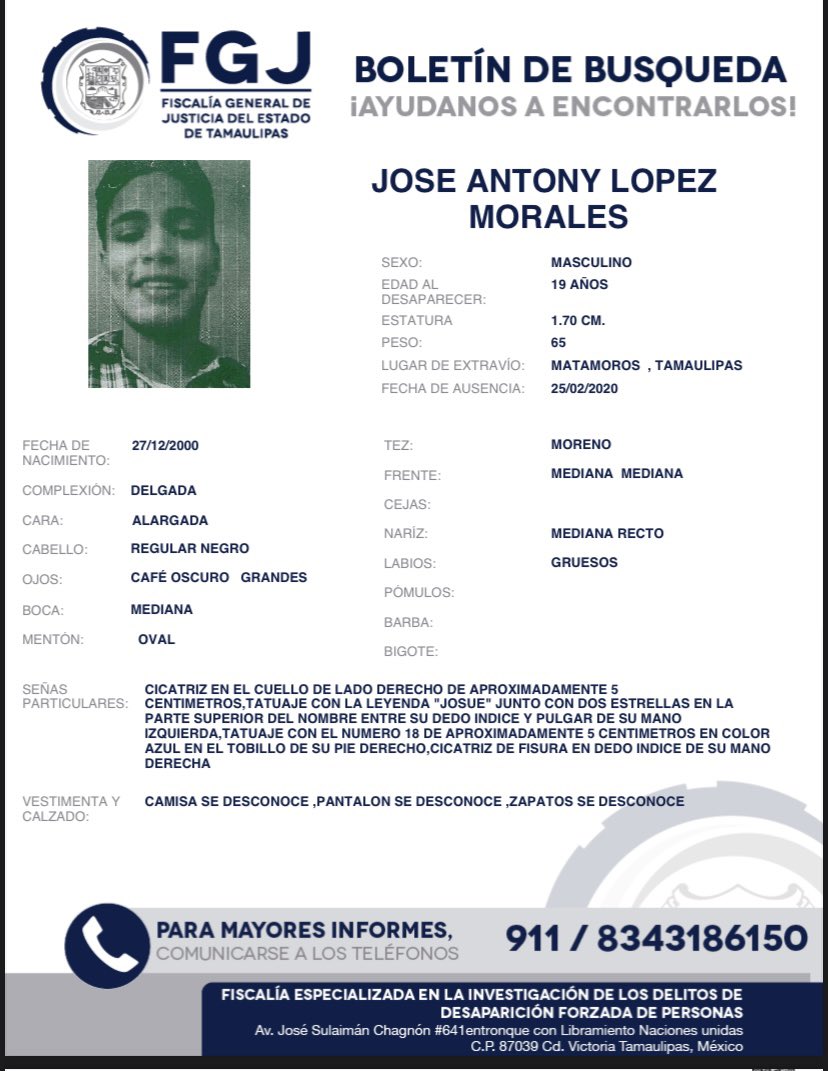 FGJ
FISCALÍA GENERAL DE
JUSTICIA DEL ESTADO
DE TAMAULIPAS
BOLETÍN DE BUSQUEDA
¡AYUDANOS A ENCONTRARLOS!
JOSE ANTONY LOPEZ
MORALES
SEXO: MASCULINO
EDAD AL
DESAPARECER: 19 AÑOS
ESTATURA 1.70 CM.
PESO: 65
LUGAR DE EXTRAVÍO: MATAMOROS , TAMAULIPAS
FECHA DE AUSENCIA: 25/02/2020
FECHA DE
NACIMIENTO: 27/12/2000
COMPLEXIÓN: DELGADA
CARA: ALARGADA
CABELLO: REGULAR NEGRO
OJOS: CAFÉ OSCURO GRANDES
BOCA: MEDIANA
MENTÓN: OVAL
TEZ: MORENO
FRENTE: MEDIANA MEDIANA
CEJAS:
NARÍZ: MEDIANA RECTO
LABIOS: GRUESOS
PÓMULOS:
BARBA:
BIGOTE:
SEÑAS
PARTICULARES:
CICATRIZ EN EL CUELLO DE LADO DERECHO DE APROXIMADAMENTE 5
CENTIMETROS,TATUAJE CON LA LEYENDA "JOSUE" JUNTO CON DOS ESTRELLAS EN LA
PARTE SUPERIOR DEL NOMBRE ENTRE SU DEDO INDICE Y PULGAR DE SU MANO
IZQUIERDA,TATUAJE CON EL NUMERO 18 DE APROXIMADAMENTE 5 CENTIMETROS EN COLOR
AZUL EN EL TOBILLO DE SU PIE DERECHO,CICATRIZ DE FISURA EN DEDO INDICE DE SU MANO
DERECHA
VESTIMENTA Y
CALZADO:
CAMISA SE DESCONOCE ,PANTALON SE DESCONOCE ,ZAPATOS SE DESCONOCE
PARA MAYORES INFORMES,
COMUNICARSE A LOS TELÉFONOS
911 / 8343186150
FISCALÍA ESPECIALIZADA EN LA INVESTIGACIÓN DE LOS DELITOS DE
DESAPARICIÓN FORZADA DE PERSONAS
Av. José Sulaimán Chagnón #641entronque con Libramiento Naciones unidas
C.P. 87039 Cd. Victoria Tamaulipas, México